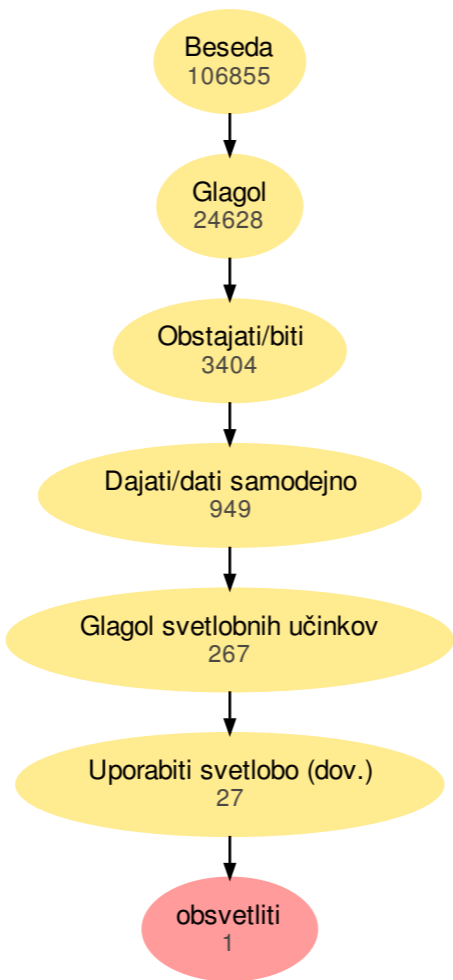 Beseda
106855
Glagol
24628
Obstajati/biti
3404
Dajati/dati samodejno
949
Glagol svetlobnih učinkov
267
Uporabiti svetlobo (dov.)
27
obsvetliti
1